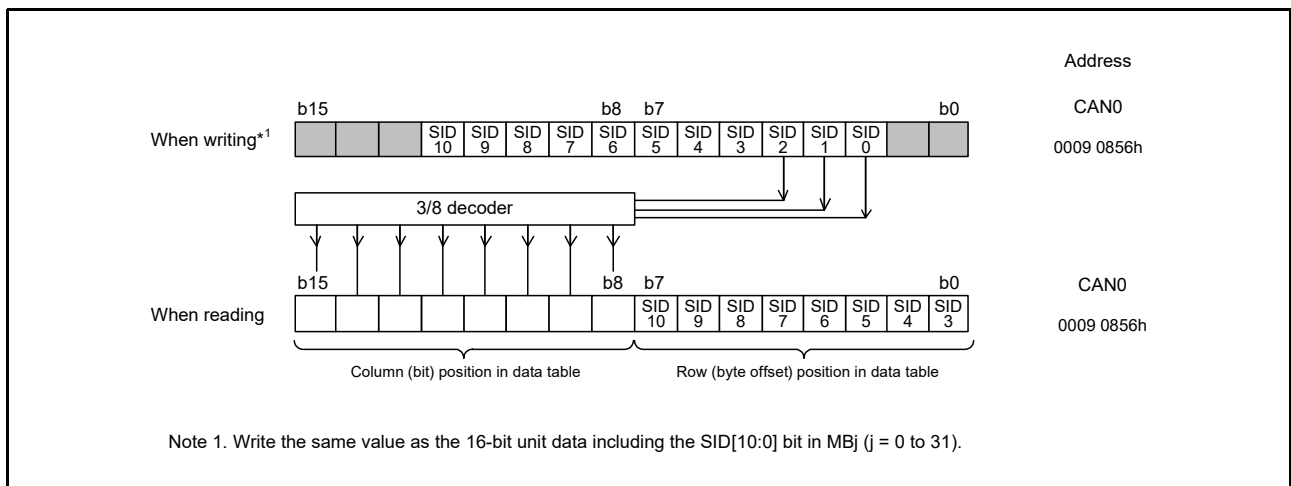 Address
b15 b8 b7 b0 CAN0
When writing*1 SID 10 SID 9 SID 8 SID 7 SID 6 SID 5 SID 4 SID 3 SID 2 SID 1 SID 0 0009 0856h
3/8 decoder
b15 b8 b7 b0 CAN0
When reading SID 10 SID 9 SID 8 SID 7 SID 6 SID 5 SID 4 SID 3 0009 0856h
Column (bit) position in data table Row (byte offset) position in data table
Note 1. Write the same value as the 16-bit unit data including the SID[10:0] bit in MBj (j = 0 to 31).